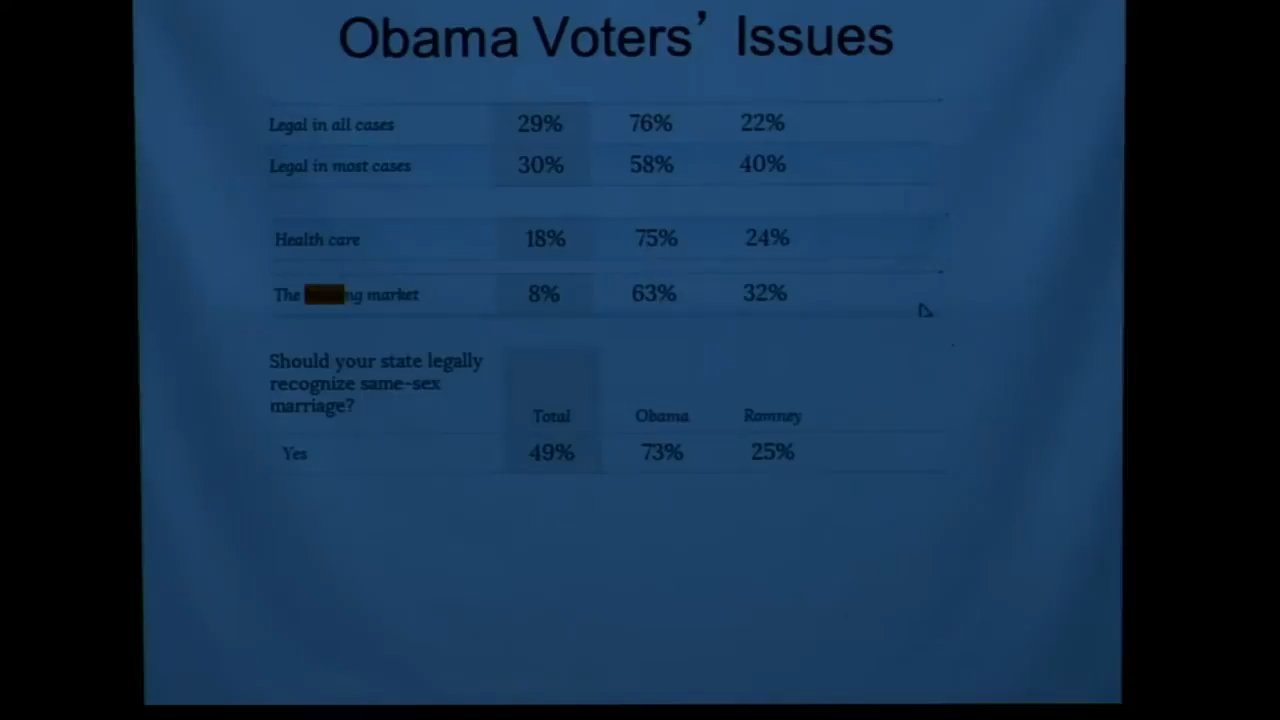 Obama Voters’ Issues
Legal in all cases 29% 76% 22%
Legal in most cases 30% 58% 40%
Health care 18% 75% 24%
The ng market 8% 63% 32%
Should your state legally
recognize same-sex
marriage?
Total Obama Romney
Yes 49% 73% 25%